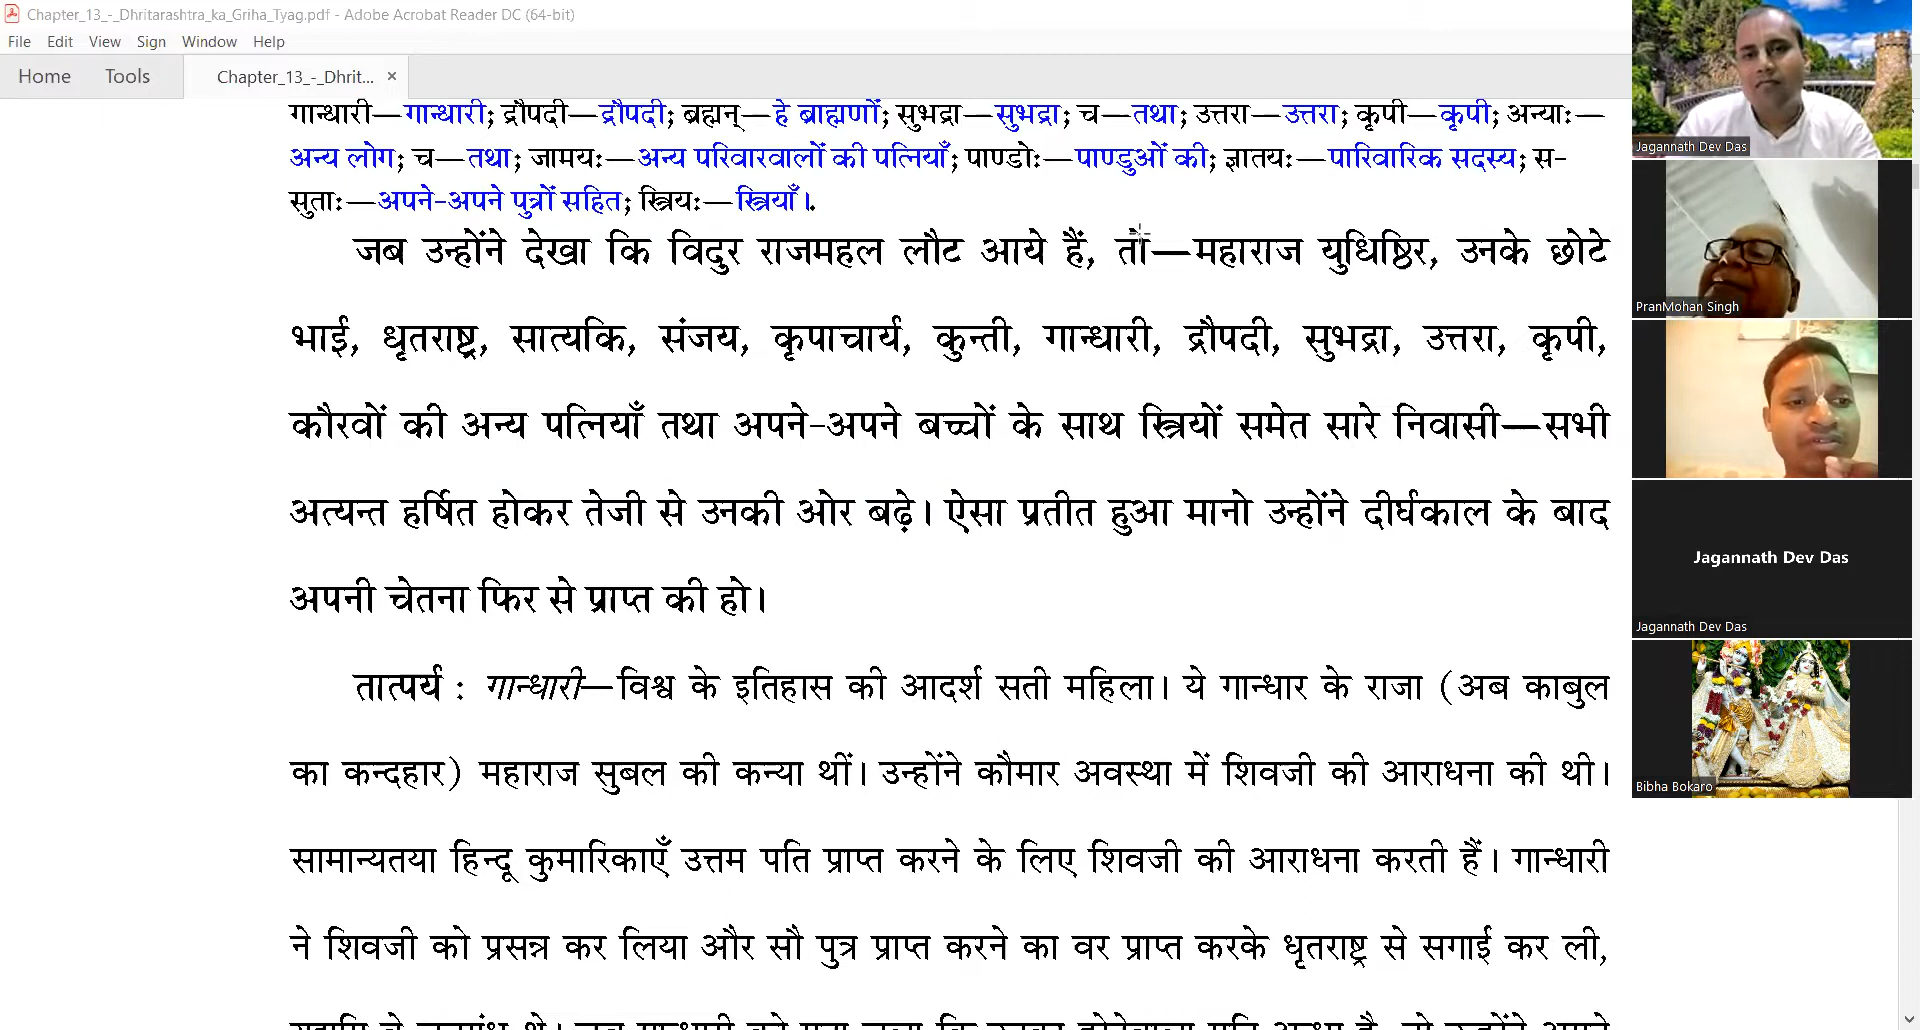 Chapter_13_-_Dhritarashtra_ka_Griha_Tyag.pdf - Adobe Acrobat Reader DC (64-bit)
File Edit View Sign Window Help
Home Tools Chapter_13_-_Dhrit... ×
गान्धारी—गान्धारी; द्रौपदी—द्रौपदी; ब्रह्मन्—हे ब्राह्मणों; सुभद्रा—सुभद्रा; च—तथा; उत्तरा—उत्तरा; कृपी—कृपी; अन्याः—
अन्य लोग; च—तथा; जामयः—अन्य परिवारवालों की पत्नियाँ; पाण्डोः—पाण्डुओं की; ज्ञातयः—पारिवारिक सदस्य; स-
सुताः—अपने-अपने पुत्रों सहित; स्त्रियः—स्त्रियाँ।.
जब उन्होंने देखा कि विदुर राजमहल लौट आये हैं, तो—महाराज युधिष्ठिर, उनके छोटे
भाई, धृतराष्ट्र, सात्यकि, संजय, कृपाचार्य, कुन्ती, गान्धारी, द्रौपदी, सुभद्रा, उत्तरा, कृपी,
कौरवों की अन्य पत्नियाँ तथा अपने-अपने बच्चों के साथ स्त्रियों समेत सारे निवासी—सभी
अत्यन्त हर्षित होकर तेजी से उनकी ओर बढ़े। ऐसा प्रतीत हुआ मानो उन्होंने दीर्घकाल के बाद
अपनी चेतना फिर से प्राप्त की हो।
तात्पर्य : गान्धारी—विश्व के इतिहास की आदर्श सती महिला। ये गान्धार के राजा (अब काबुल
का कन्दहार) महाराज सुबल की कन्या थीं। उन्होंने कौमार अवस्था में शिवजी की आराधना की थी।
सामान्यतया हिन्दू कुमारिकाएँ उत्तम पति प्राप्त करने के लिए शिवजी की आराधना करती हैं। गान्धारी
ने शिवजी को प्रसन्न कर लिया और सौ पुत्र प्राप्त करने का वर प्राप्त करके धृतराष्ट्र से सगाई कर ली,
Jagannath Dev Das
PranMohan Singh
Jagannath Dev Das
Jagannath Dev Das
Bibha Bokaro